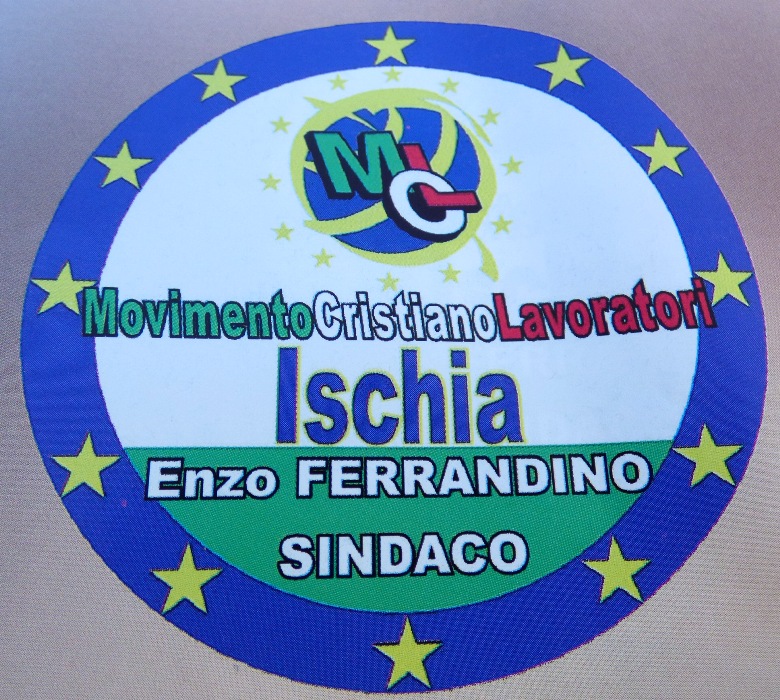 MCL
MovimentoCristianoLavoratori
Ischia
Enzo FERRANDINO
SINDACO